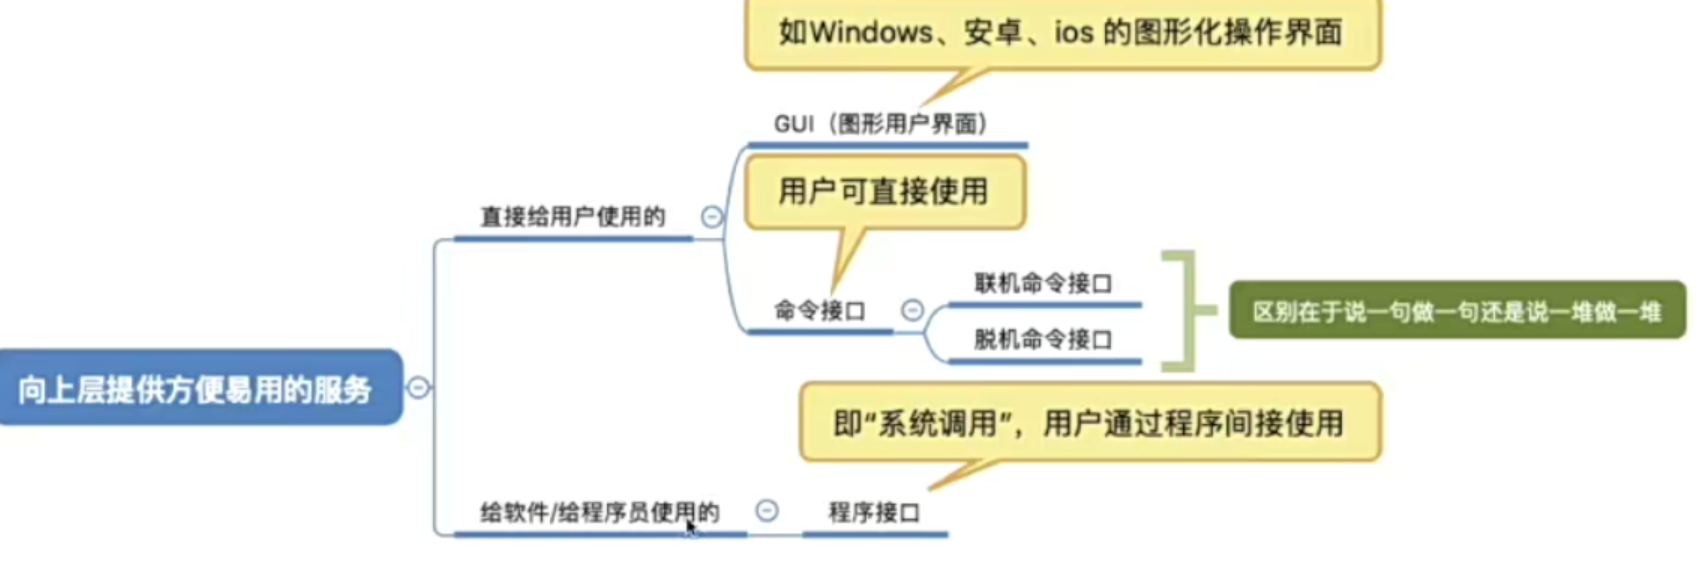 如Windows、安卓、ios 的图形化操作界面
GUI（图形用户界面）
用户可直接使用
直接给用户使用的
联机命令接口
命令接口
区别在于说一句做一句还是说一堆做一堆
脱机命令接口
向上层提供方便易用的服务
即“系统调用”，用户通过程序间接使用
给软件/给程序员使用的
程序接口